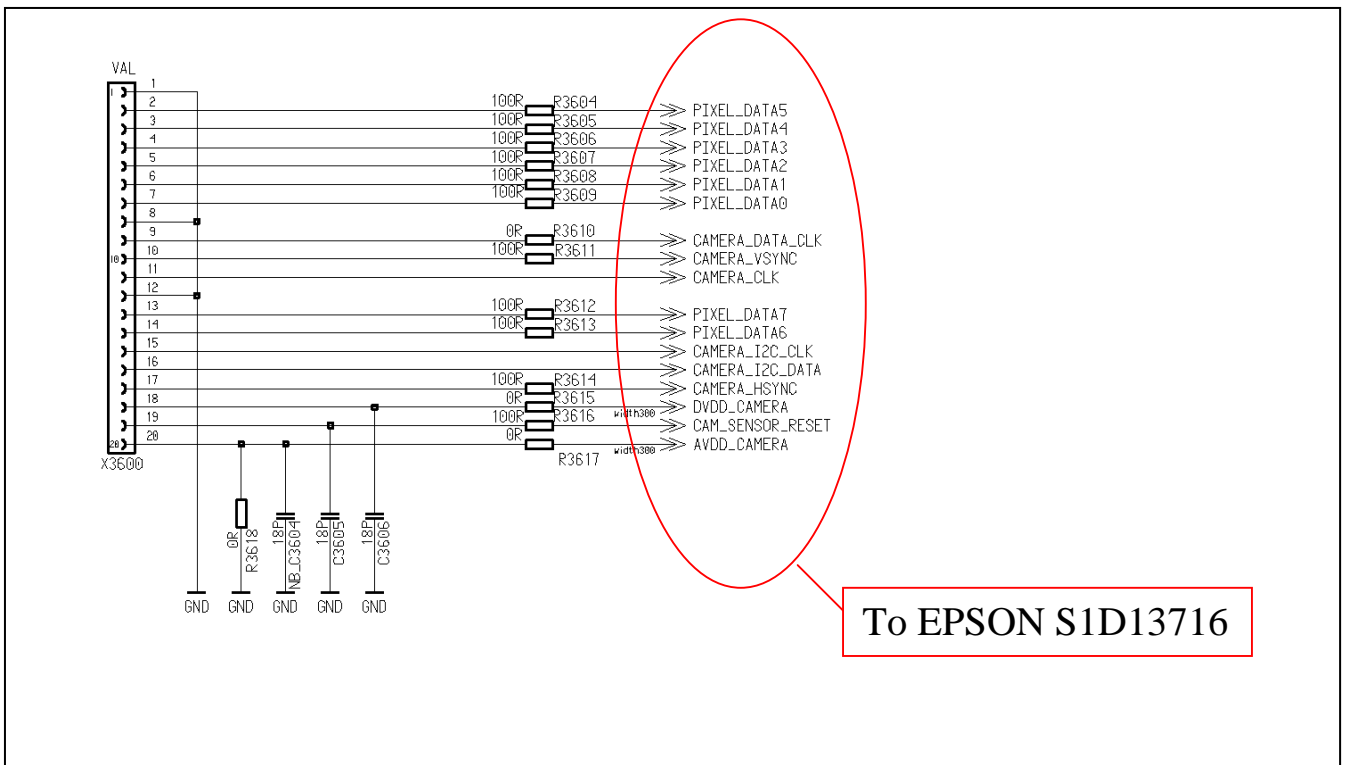 VAL
1
1
2 100R R3604 PIXEL_DATA5
3 100R R3605 PIXEL_DATA4
4 100R R3606 PIXEL_DATA3
5 100R R3607 PIXEL_DATA2
6 100R R3608 PIXEL_DATA1
7 100R R3609 PIXEL_DATA0
8
9 0R R3610 CAMERA_DATA_CLK
10 100R R3611 CAMERA_VSYNC
10 11 CAMERA_CLK
12
13 100R R3612 PIXEL_DATA7
14 100R R3613 PIXEL_DATA6
15 CAMERA_I2C_CLK
16 CAMERA_I2C_DATA
17 100R R3614 CAMERA_HSYNC
18 0R R3615 width300 DVDD_CAMERA
19 100R R3616 CAM_SENSOR_RESET
20 20 0R R3617 width300 AVDD_CAMERA
X3600
0R R3618
18P NB_C3604
18P C3605
18P C3606
GND GND GND GND GND
To EPSON S1D13716